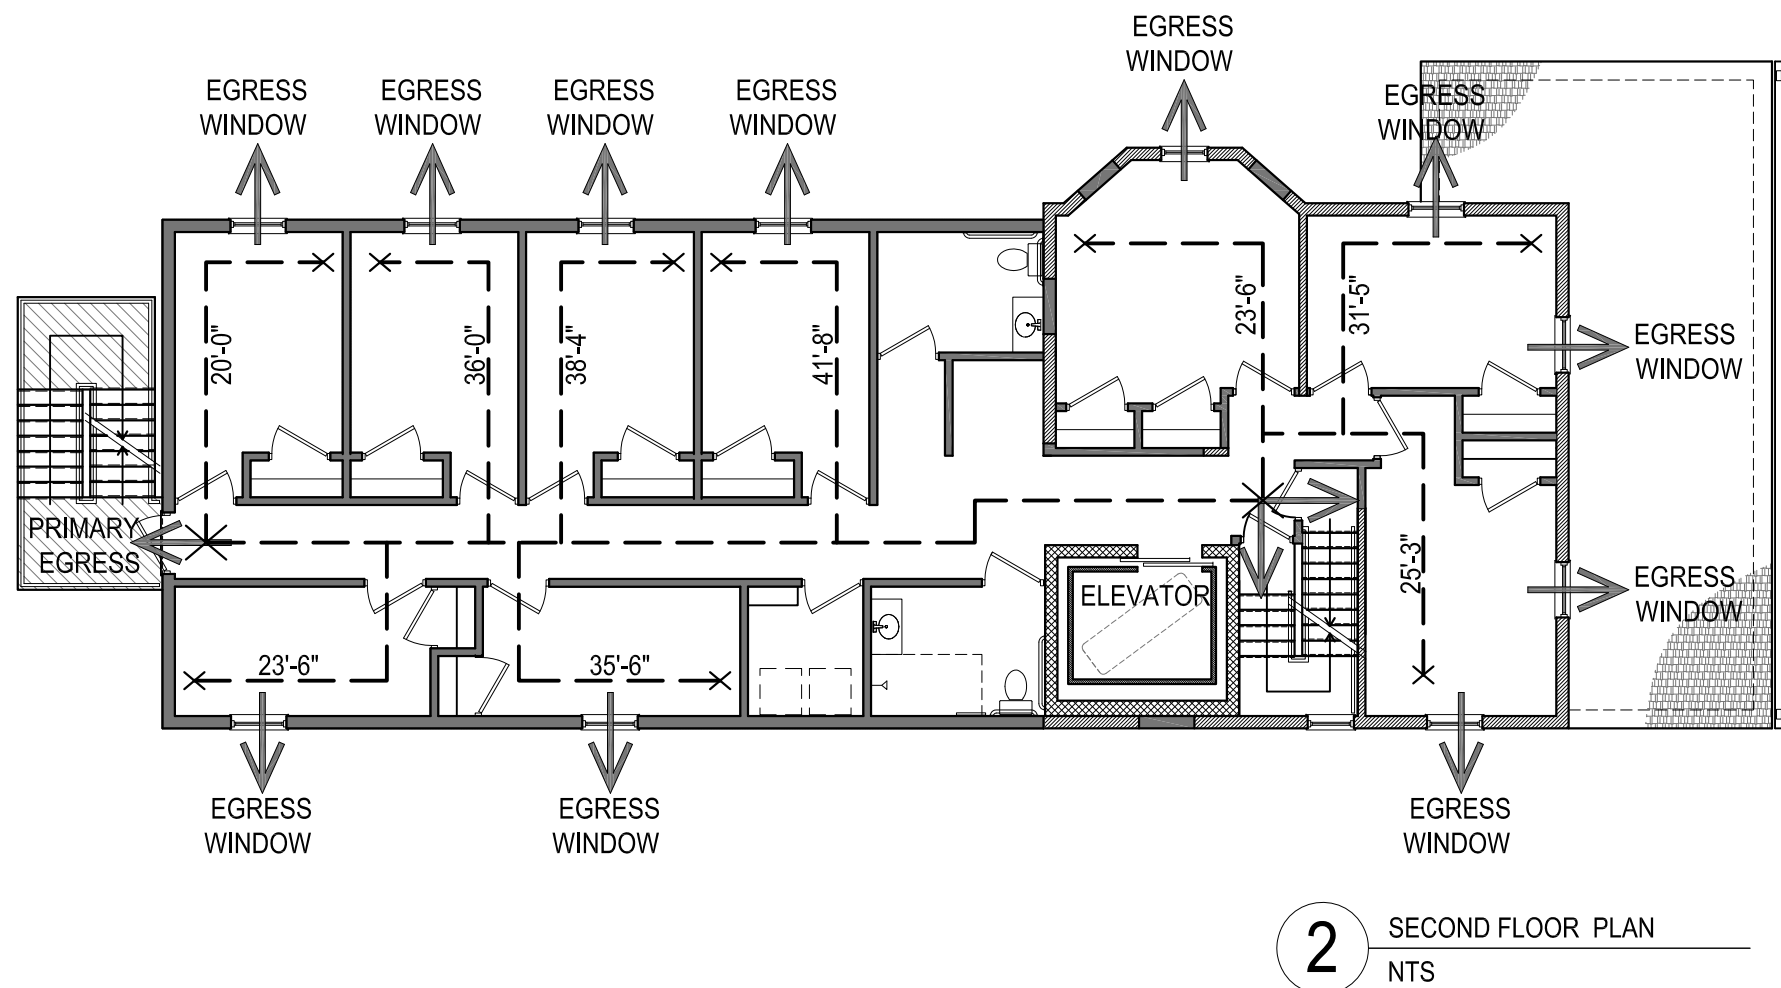 EGRESS
WINDOW
EGRESS
WINDOW
EGRESS
WINDOW
EGRESS
WINDOW
EGRESS
WINDOW
EGRESS
WINDOW
20'-0"
36'-0"
38'-4"
41'-8"
23'-6"
31'-5"
EGRESS
WINDOW
PRIMARY
EGRESS
ELEVATOR
25'-3"
EGRESS
WINDOW
23'-6"
35'-6"
EGRESS
WINDOW
EGRESS
WINDOW
EGRESS
WINDOW
2
SECOND FLOOR PLAN
NTS